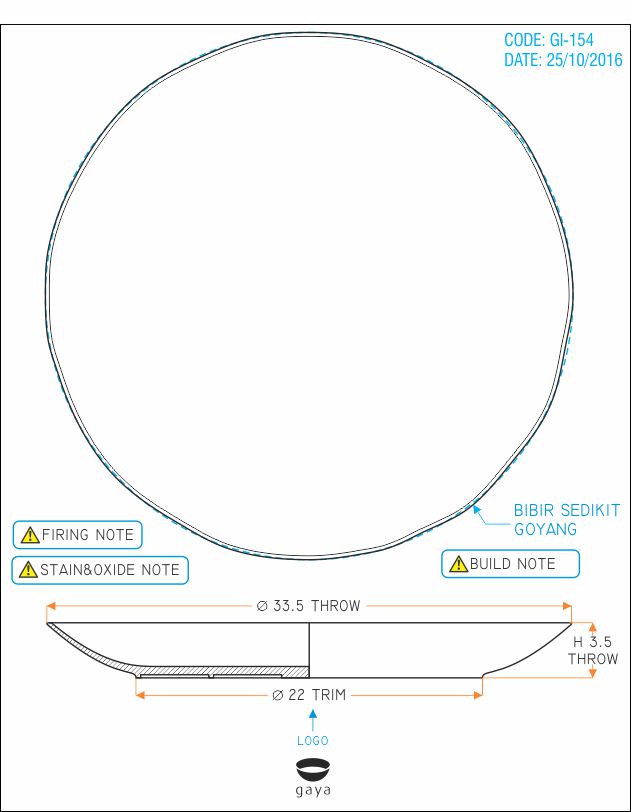 CODE: GI-154
DATE: 25/10/2016
BIBIR SEDIKIT
GOYANG
FIRING NOTE
STAIN&OXIDE NOTE
BUILD NOTE
Ø 33.5 THROW
H 3.5
THROW
Ø 22 TRIM
LOGO
gaya